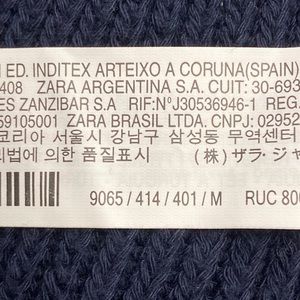 ED. INDITEX ARTEIXO A CORUNA(SPAIN)
408 ZARA ARGENTINA S.A. CUIT: 30-693
ES ZANZIBAR S.A RIF:N°J30536946-1 REG
59105001 ZARA BRASIL LTDA. CNPJ: 02952
코리아 서울시 강남구 삼성동 무역센터
리법에 의한 품질표시 (株) ザラ・ジャ
9065 / 414 / 401 / M RUC 800